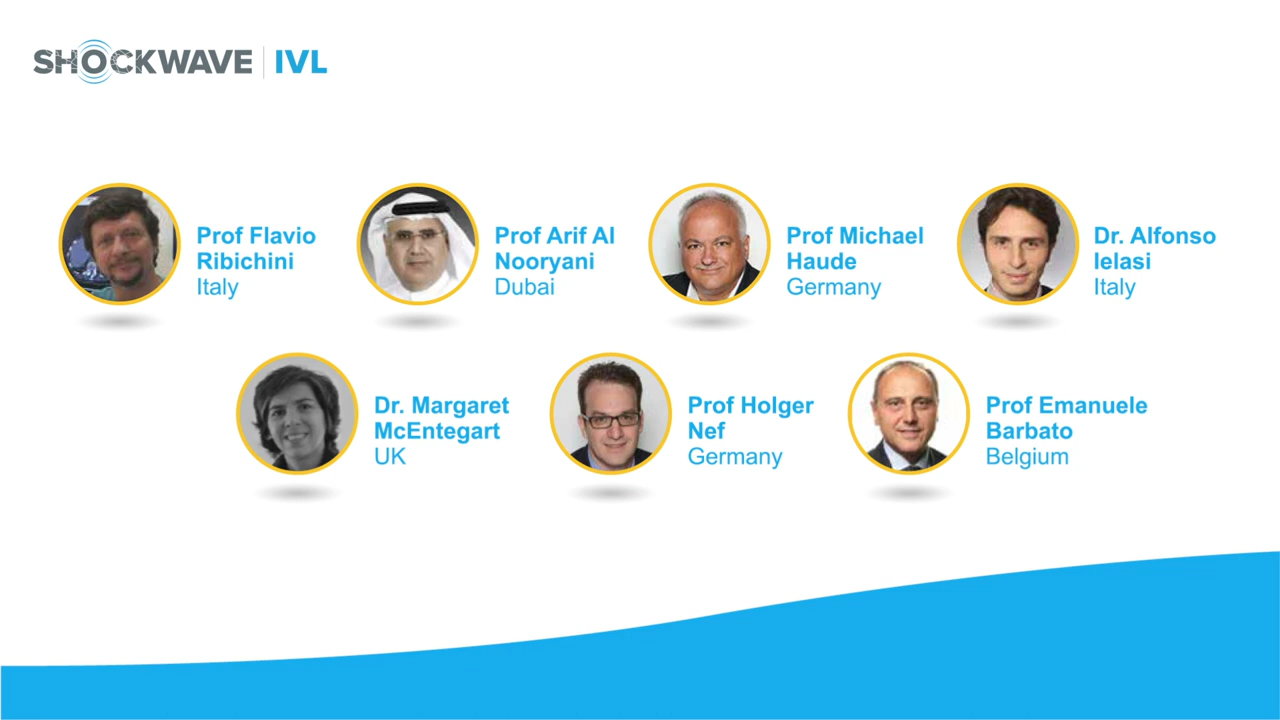 SHOCKWAVE | IVL
Prof Flavio
Ribichini
Italy
Prof Arif Al
Nooryani
Dubai
Prof Michael
Haude
Germany
Dr. Alfonso
Ielasi
Italy
Dr. Margaret
McEntegart
UK
Prof Holger
Nef
Germany
Prof Emanuele
Barbato
Belgium